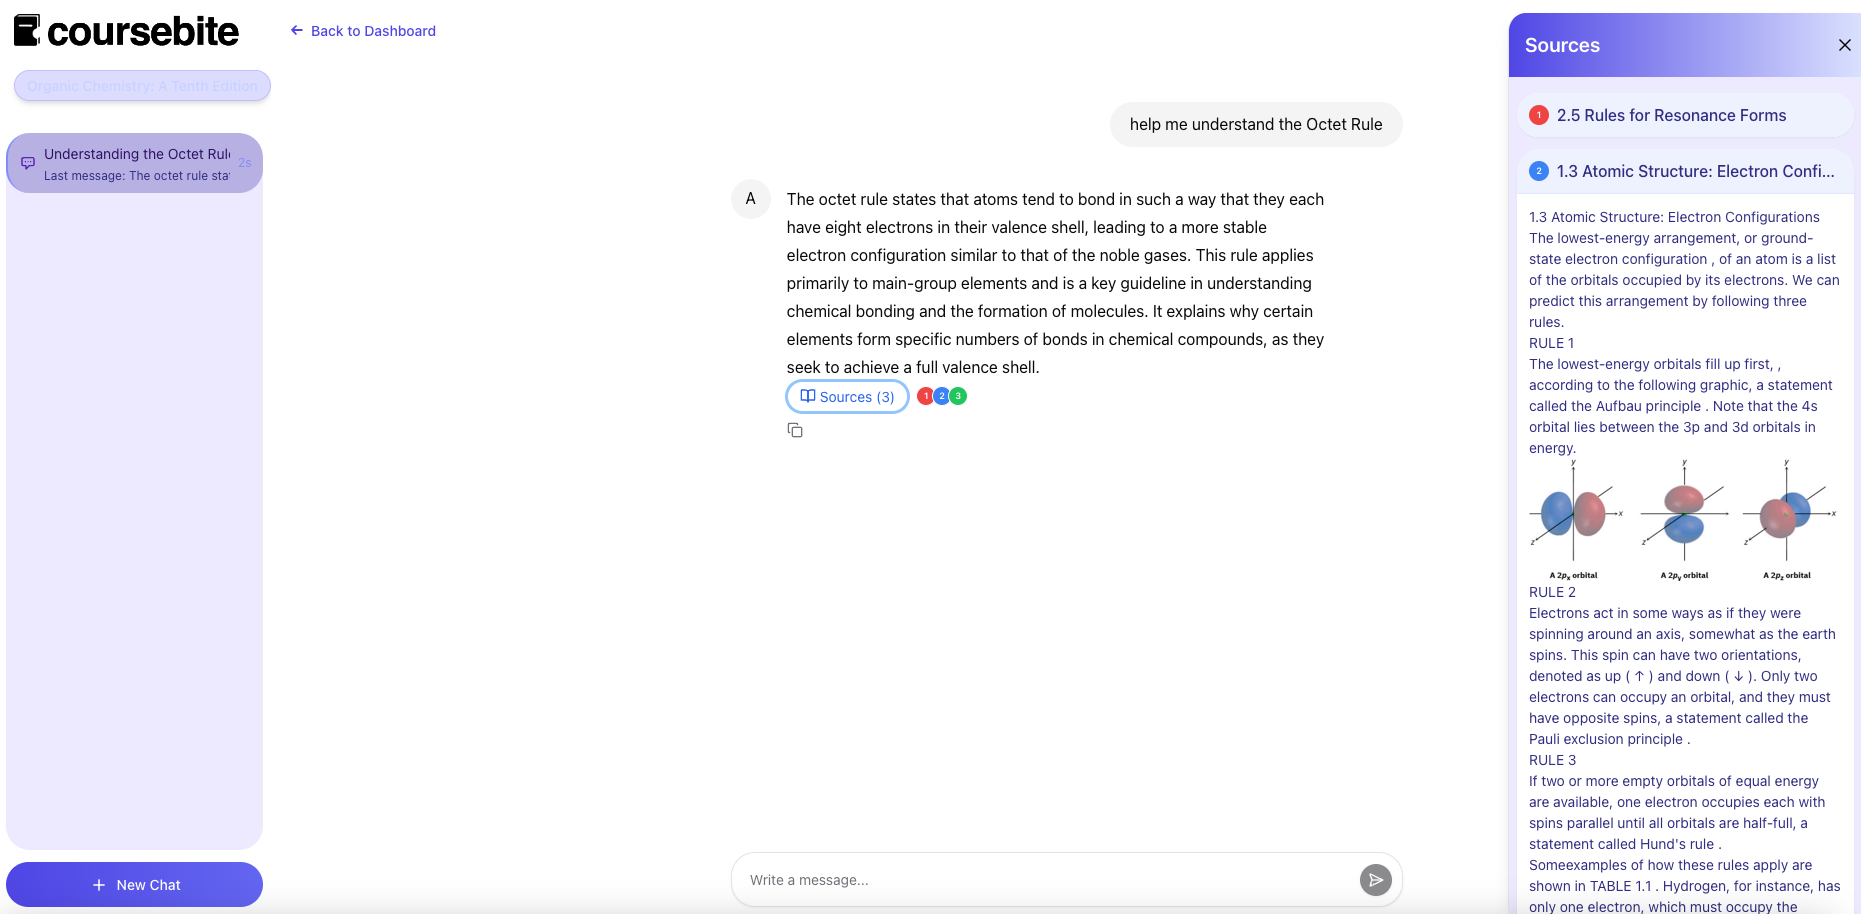 coursebite
Organic Chemistry: A Tenth Edition
Understanding the Octet Rul
2s
Last message: The octet rule sta
New Chat
Back to Dashboard
help me understand the Octet Rule
A
The octet rule states that atoms tend to bond in such a way that they each
have eight electrons in their valence shell, leading to a more stable
electron configuration similar to that of the noble gases. This rule applies
primarily to main-group elements and is a key guideline in understanding
chemical bonding and the formation of molecules. It explains why certain
elements form specific numbers of bonds in chemical compounds, as they
seek to achieve a full valence shell.
Sources (3)
1 2 3
Write a message...
Sources
1 2.5 Rules for Resonance Forms
2 1.3 Atomic Structure: Electron Confi...
1.3 Atomic Structure: Electron Configurations
The lowest-energy arrangement, or ground-
state electron configuration , of an atom is a list
of the orbitals occupied by its electrons. We can
predict this arrangement by following three
rules.
RULE 1
The lowest-energy orbitals fill up first, ,
according to the following graphic, a statement
called the Aufbau principle . Note that the 4s
orbital lies between the 3p and 3d orbitals in
energy.
y y y
x x
z z z
A 2px orbital A 2py orbital A 2pz orbital
RULE 2
Electrons act in some ways as if they were
spinning around an axis, somewhat as the earth
spins. This spin can have two orientations,
denoted as up ( ↑ ) and down ( ↓ ). Only two
electrons can occupy an orbital, and they must
have opposite spins, a statement called the
Pauli exclusion principle .
RULE 3
If two or more empty orbitals of equal energy
are available, one electron occupies each with
spins parallel until all orbitals are half-full, a
statement called Hund's rule .
Someexamples of how these rules apply are
shown in TABLE 1.1 . Hydrogen, for instance, has
only one electron, which must occupy the